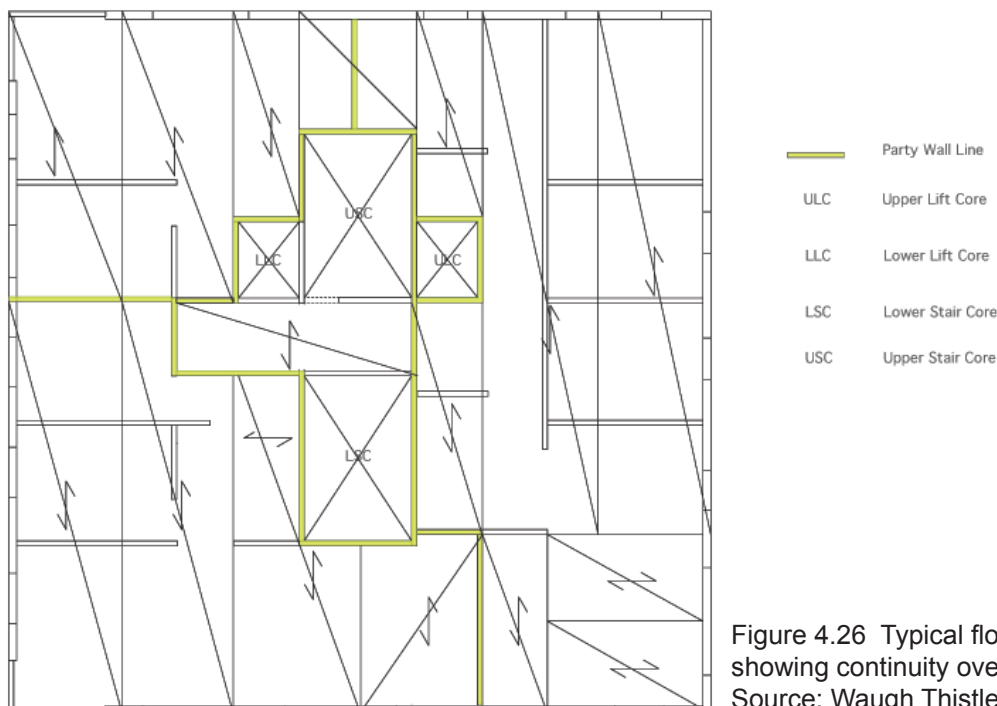 USC
LLC
ULC
LSC
Party Wall Line
ULC Upper Lift Core
LLC Lower Lift Core
LSC Lower Stair Core
USC Upper Stair Core
Figure 4.26 Typical flo
showing continuity ove
Source: Waugh Thistle